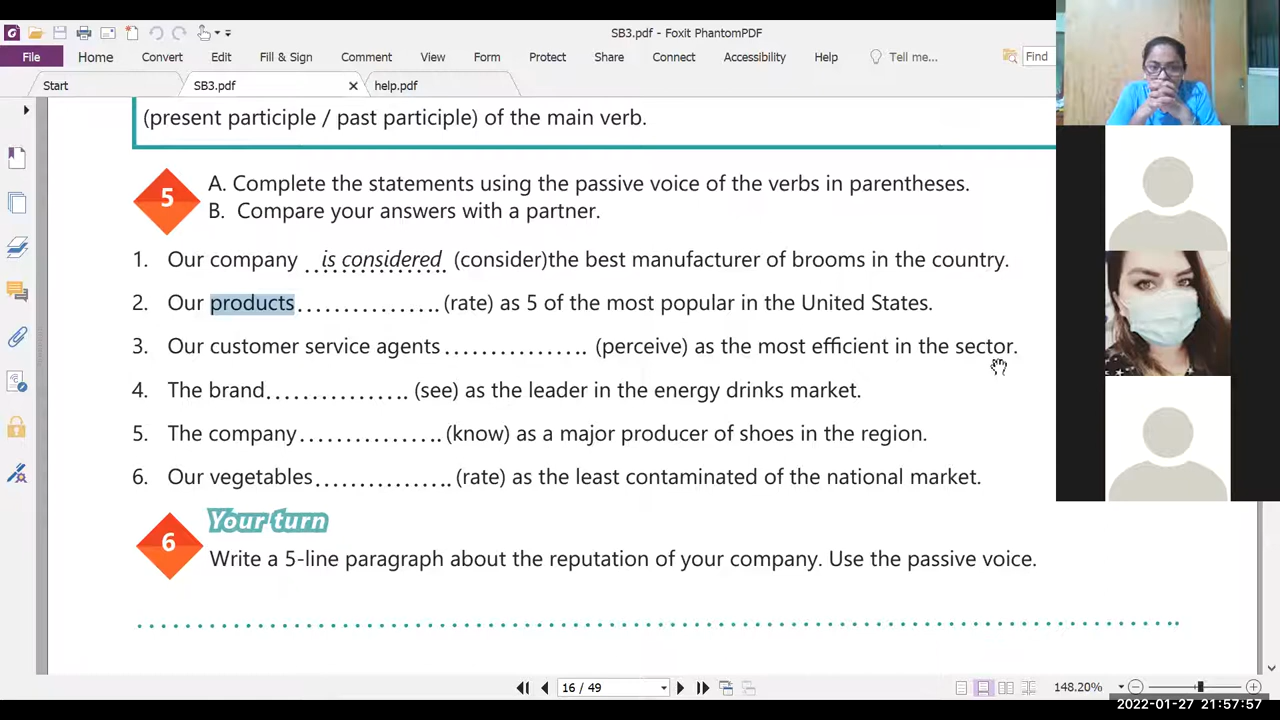 SB3.pdf - Foxit PhantomPDF
File Home Convert Edit Fill & Sign Comment View Form Protect Share Connect Accessibility Help Tell me... Find
Start SB3.pdf help.pdf
(present participle / past participle) of the main verb.
5
A. Complete the statements using the passive voice of the verbs in parentheses.
B. Compare your answers with a partner.
1. Our company is considered (consider)the best manufacturer of brooms in the country.
2. Our products................ (rate) as 5 of the most popular in the United States.
3. Our customer service agents................ (perceive) as the most efficient in the sector.
4. The brand................ (see) as the leader in the energy drinks market.
5. The company................ (know) as a major producer of shoes in the region.
6. Our vegetables................ (rate) as the least contaminated of the national market.
6
Your turn
Write a 5-line paragraph about the reputation of your company. Use the passive voice.
16 / 49 148.20%
2022-01-27 21:57:57